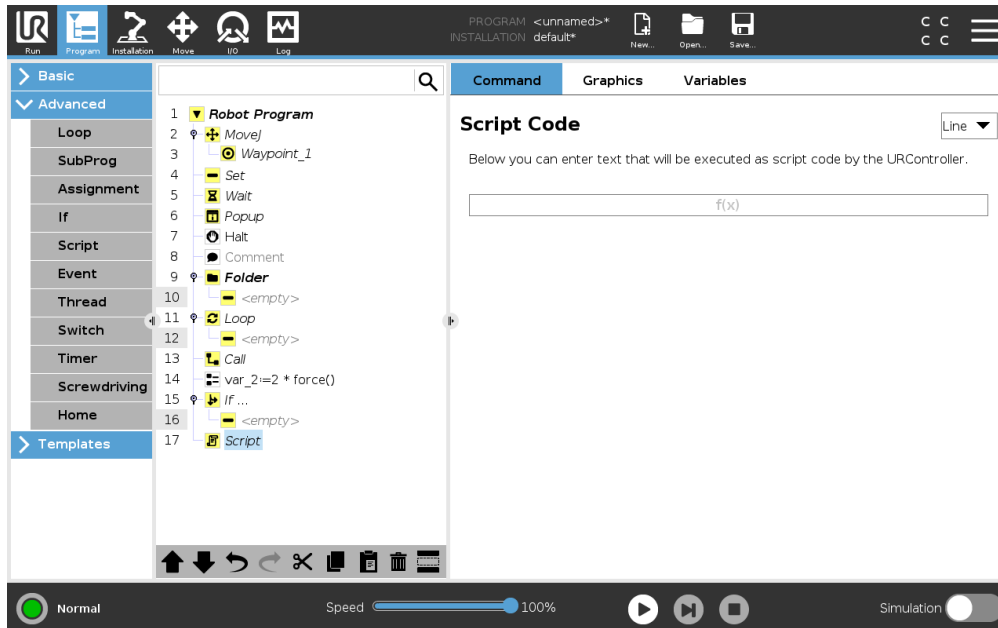 PROGRAM <unnamed>*
INSTALLATION default*
C C
C C
UR
Run
Program
Installation
Move
I/O
Log
New...
Open...
Save...
Basic
Advanced
Loop
SubProg
Assignment
If
Script
Event
Thread
Switch
Timer
Screwdriving
Home
Templates
1 Robot Program
2 MoveJ
3 Waypoint_1
4 Set
5 Wait
6 Popup
7 Halt
8 Comment
9 Folder
10 <empty>
11 Loop
12 <empty>
13 Call
14 var_2:=2 * force()
15 If ...
16 <empty>
17 Script
Command Graphics Variables
Script Code
Line
Below you can enter text that will be executed as script code by the URController.
f(x)
Normal
Speed 100%
Simulation